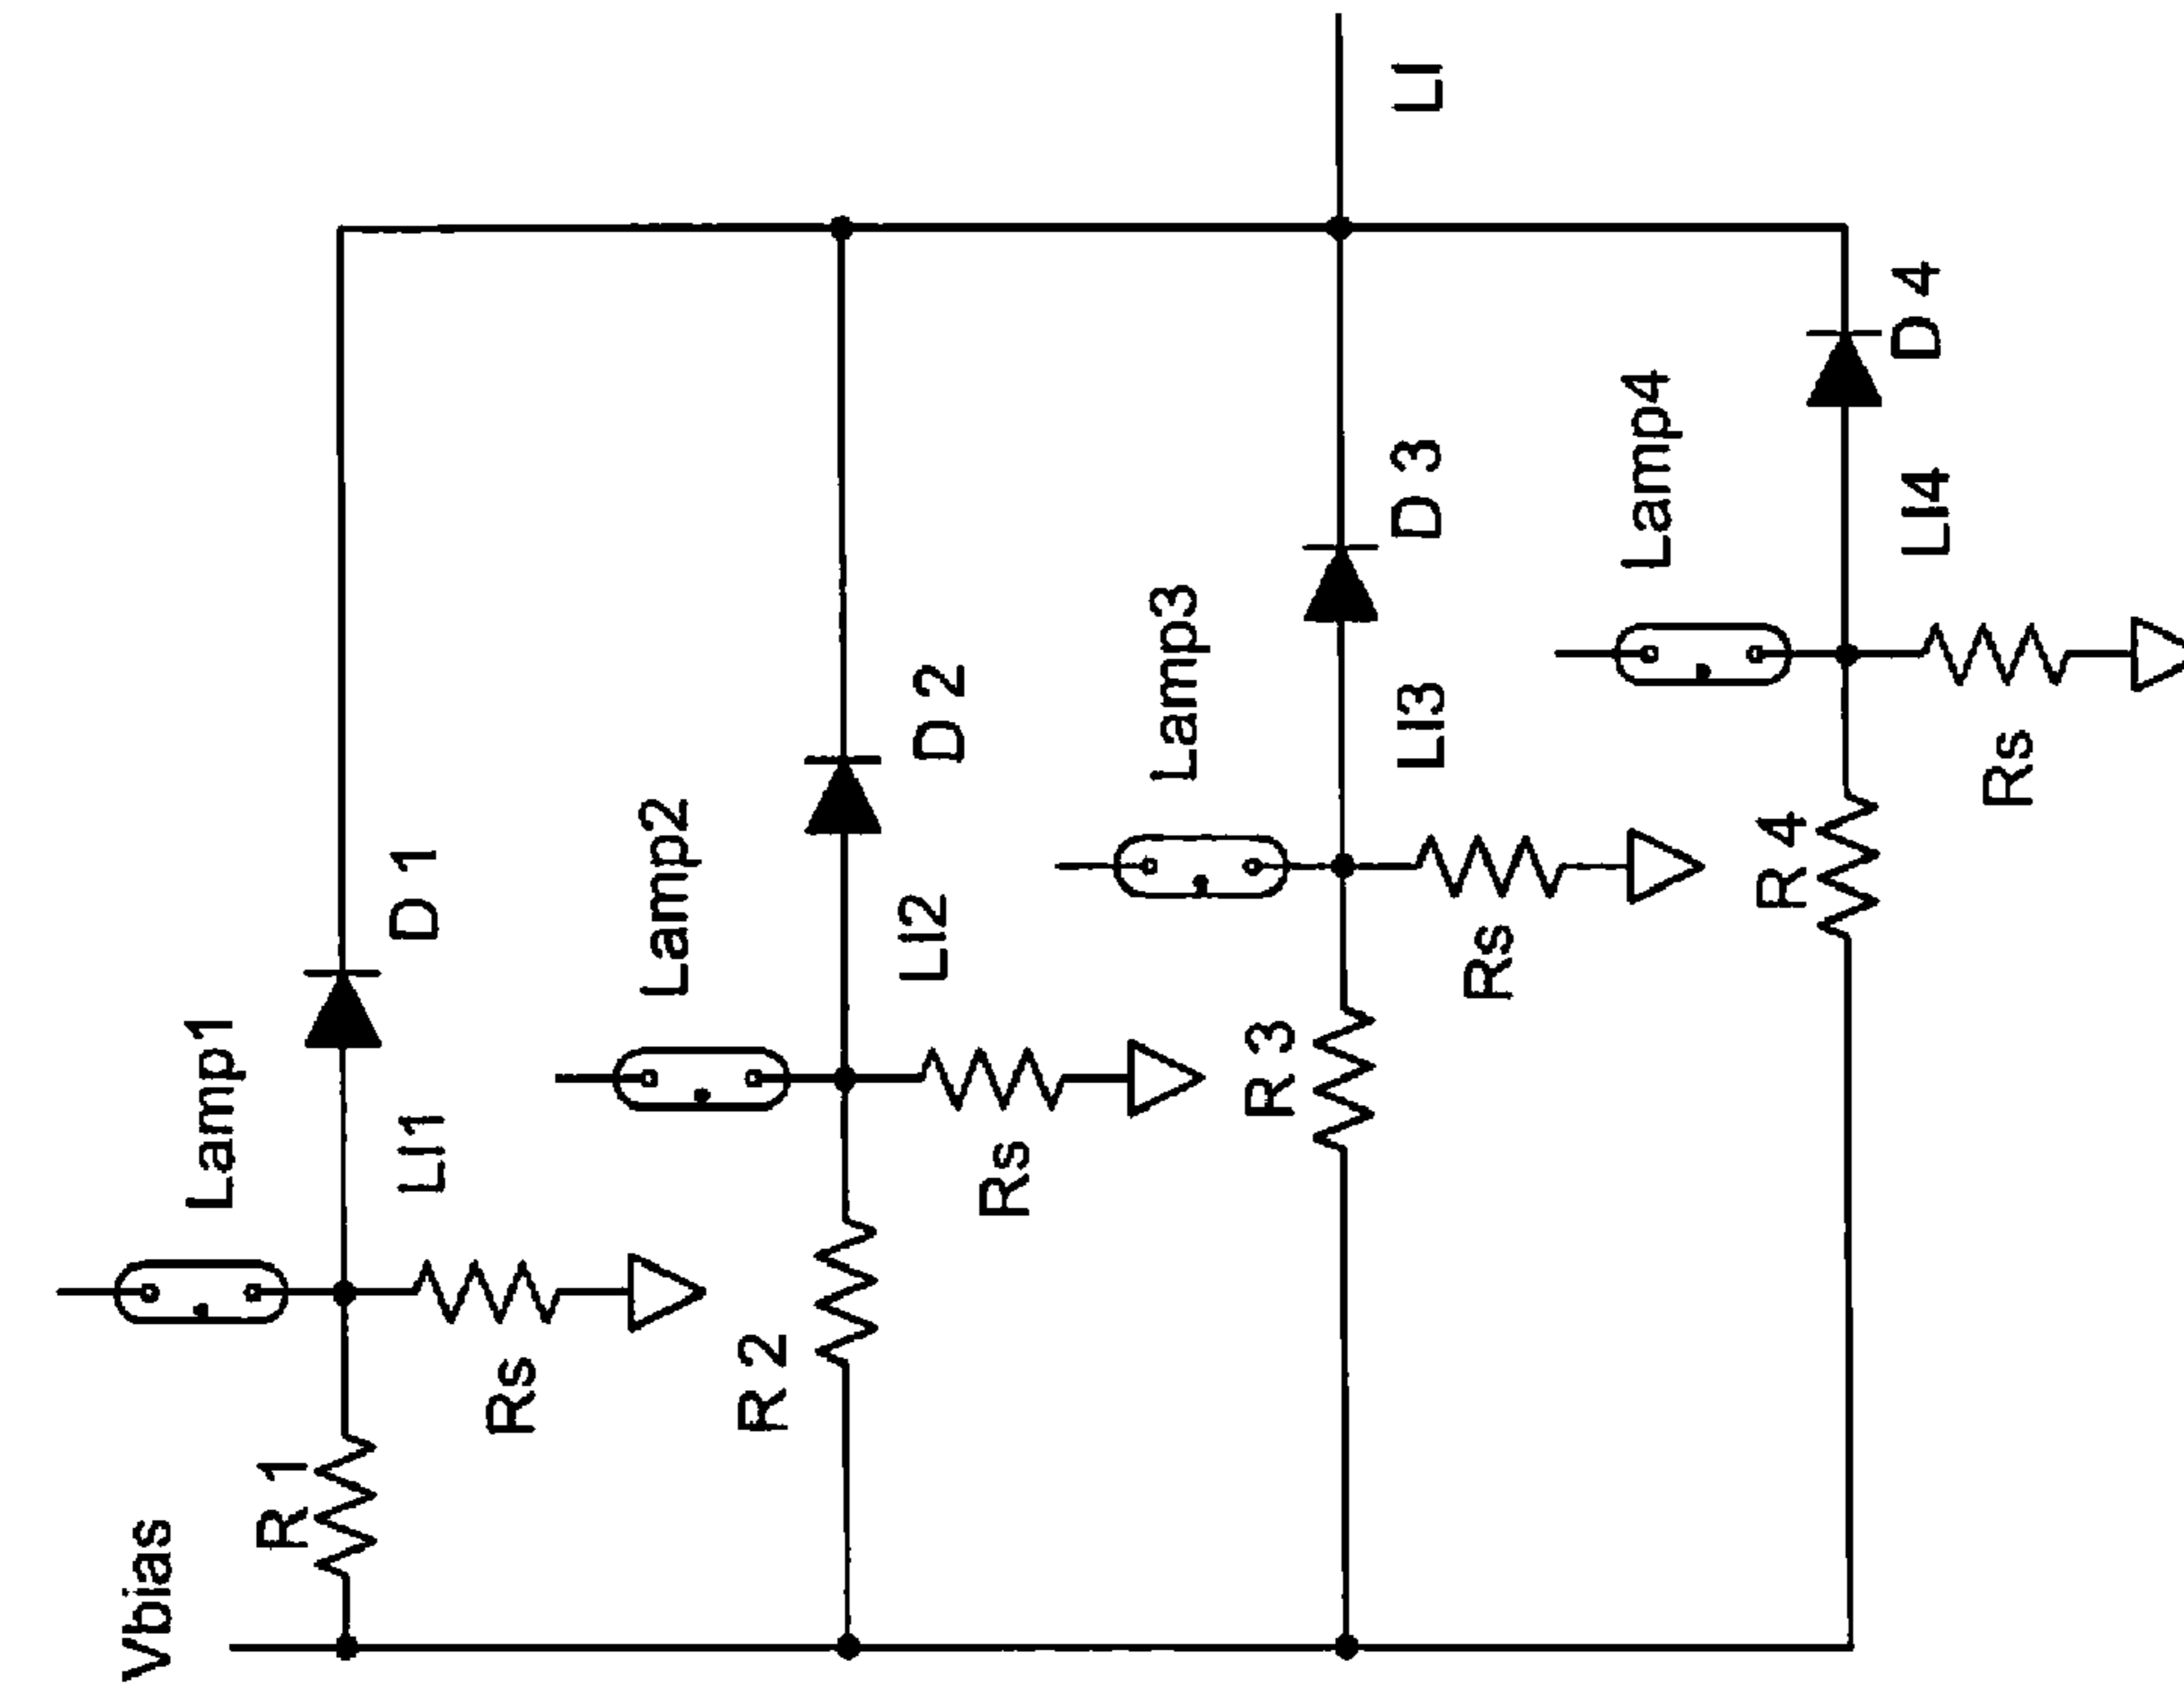 Vbias
R 1
Lamp1
LI1
D 1
Rs
R 2
Lamp2
LI2
D 2
Rs
R 3
Lamp3
LI3
D 3
Rs
R 4
Lamp4
LI4
D 4
Rs
LI